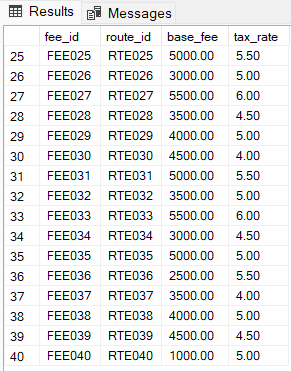 Results Messages
fee_id route_id base_fee tax_rate
25 FEE025 RTE025 5000.00 5.50
26 FEE026 RTE026 3000.00 5.00
27 FEE027 RTE027 5500.00 6.00
28 FEE028 RTE028 3500.00 4.50
29 FEE029 RTE029 4000.00 5.00
30 FEE030 RTE030 4500.00 4.00
31 FEE031 RTE031 5000.00 5.50
32 FEE032 RTE032 3500.00 5.00
33 FEE033 RTE033 5500.00 6.00
34 FEE034 RTE034 3000.00 4.50
35 FEE035 RTE035 5000.00 5.00
36 FEE036 RTE036 2500.00 5.50
37 FEE037 RTE037 3500.00 4.00
38 FEE038 RTE038 4000.00 5.00
39 FEE039 RTE039 4500.00 4.50
40 FEE040 RTE040 1000.00 5.00